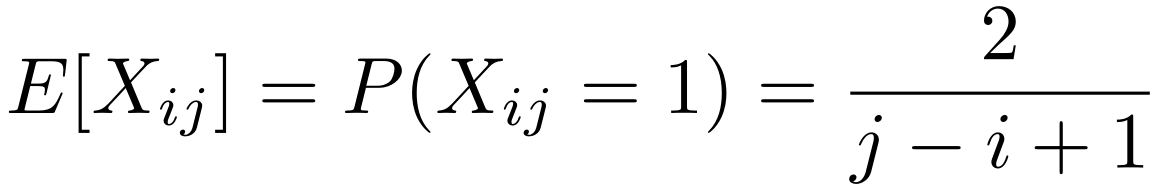 E[X_{ij}] = P(X_{ij} = 1) = \frac{2}{j - i + 1}